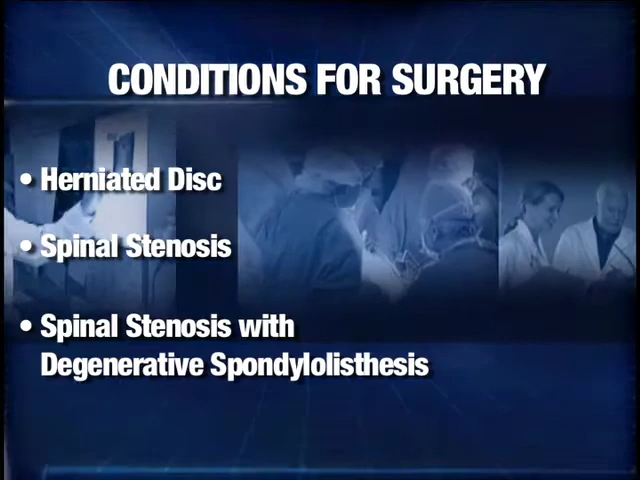 CONDITIONS FOR SURGERY
• Herniated Disc
• Spinal Stenosis
• Spinal Stenosis with
Degenerative Spondylolisthesis